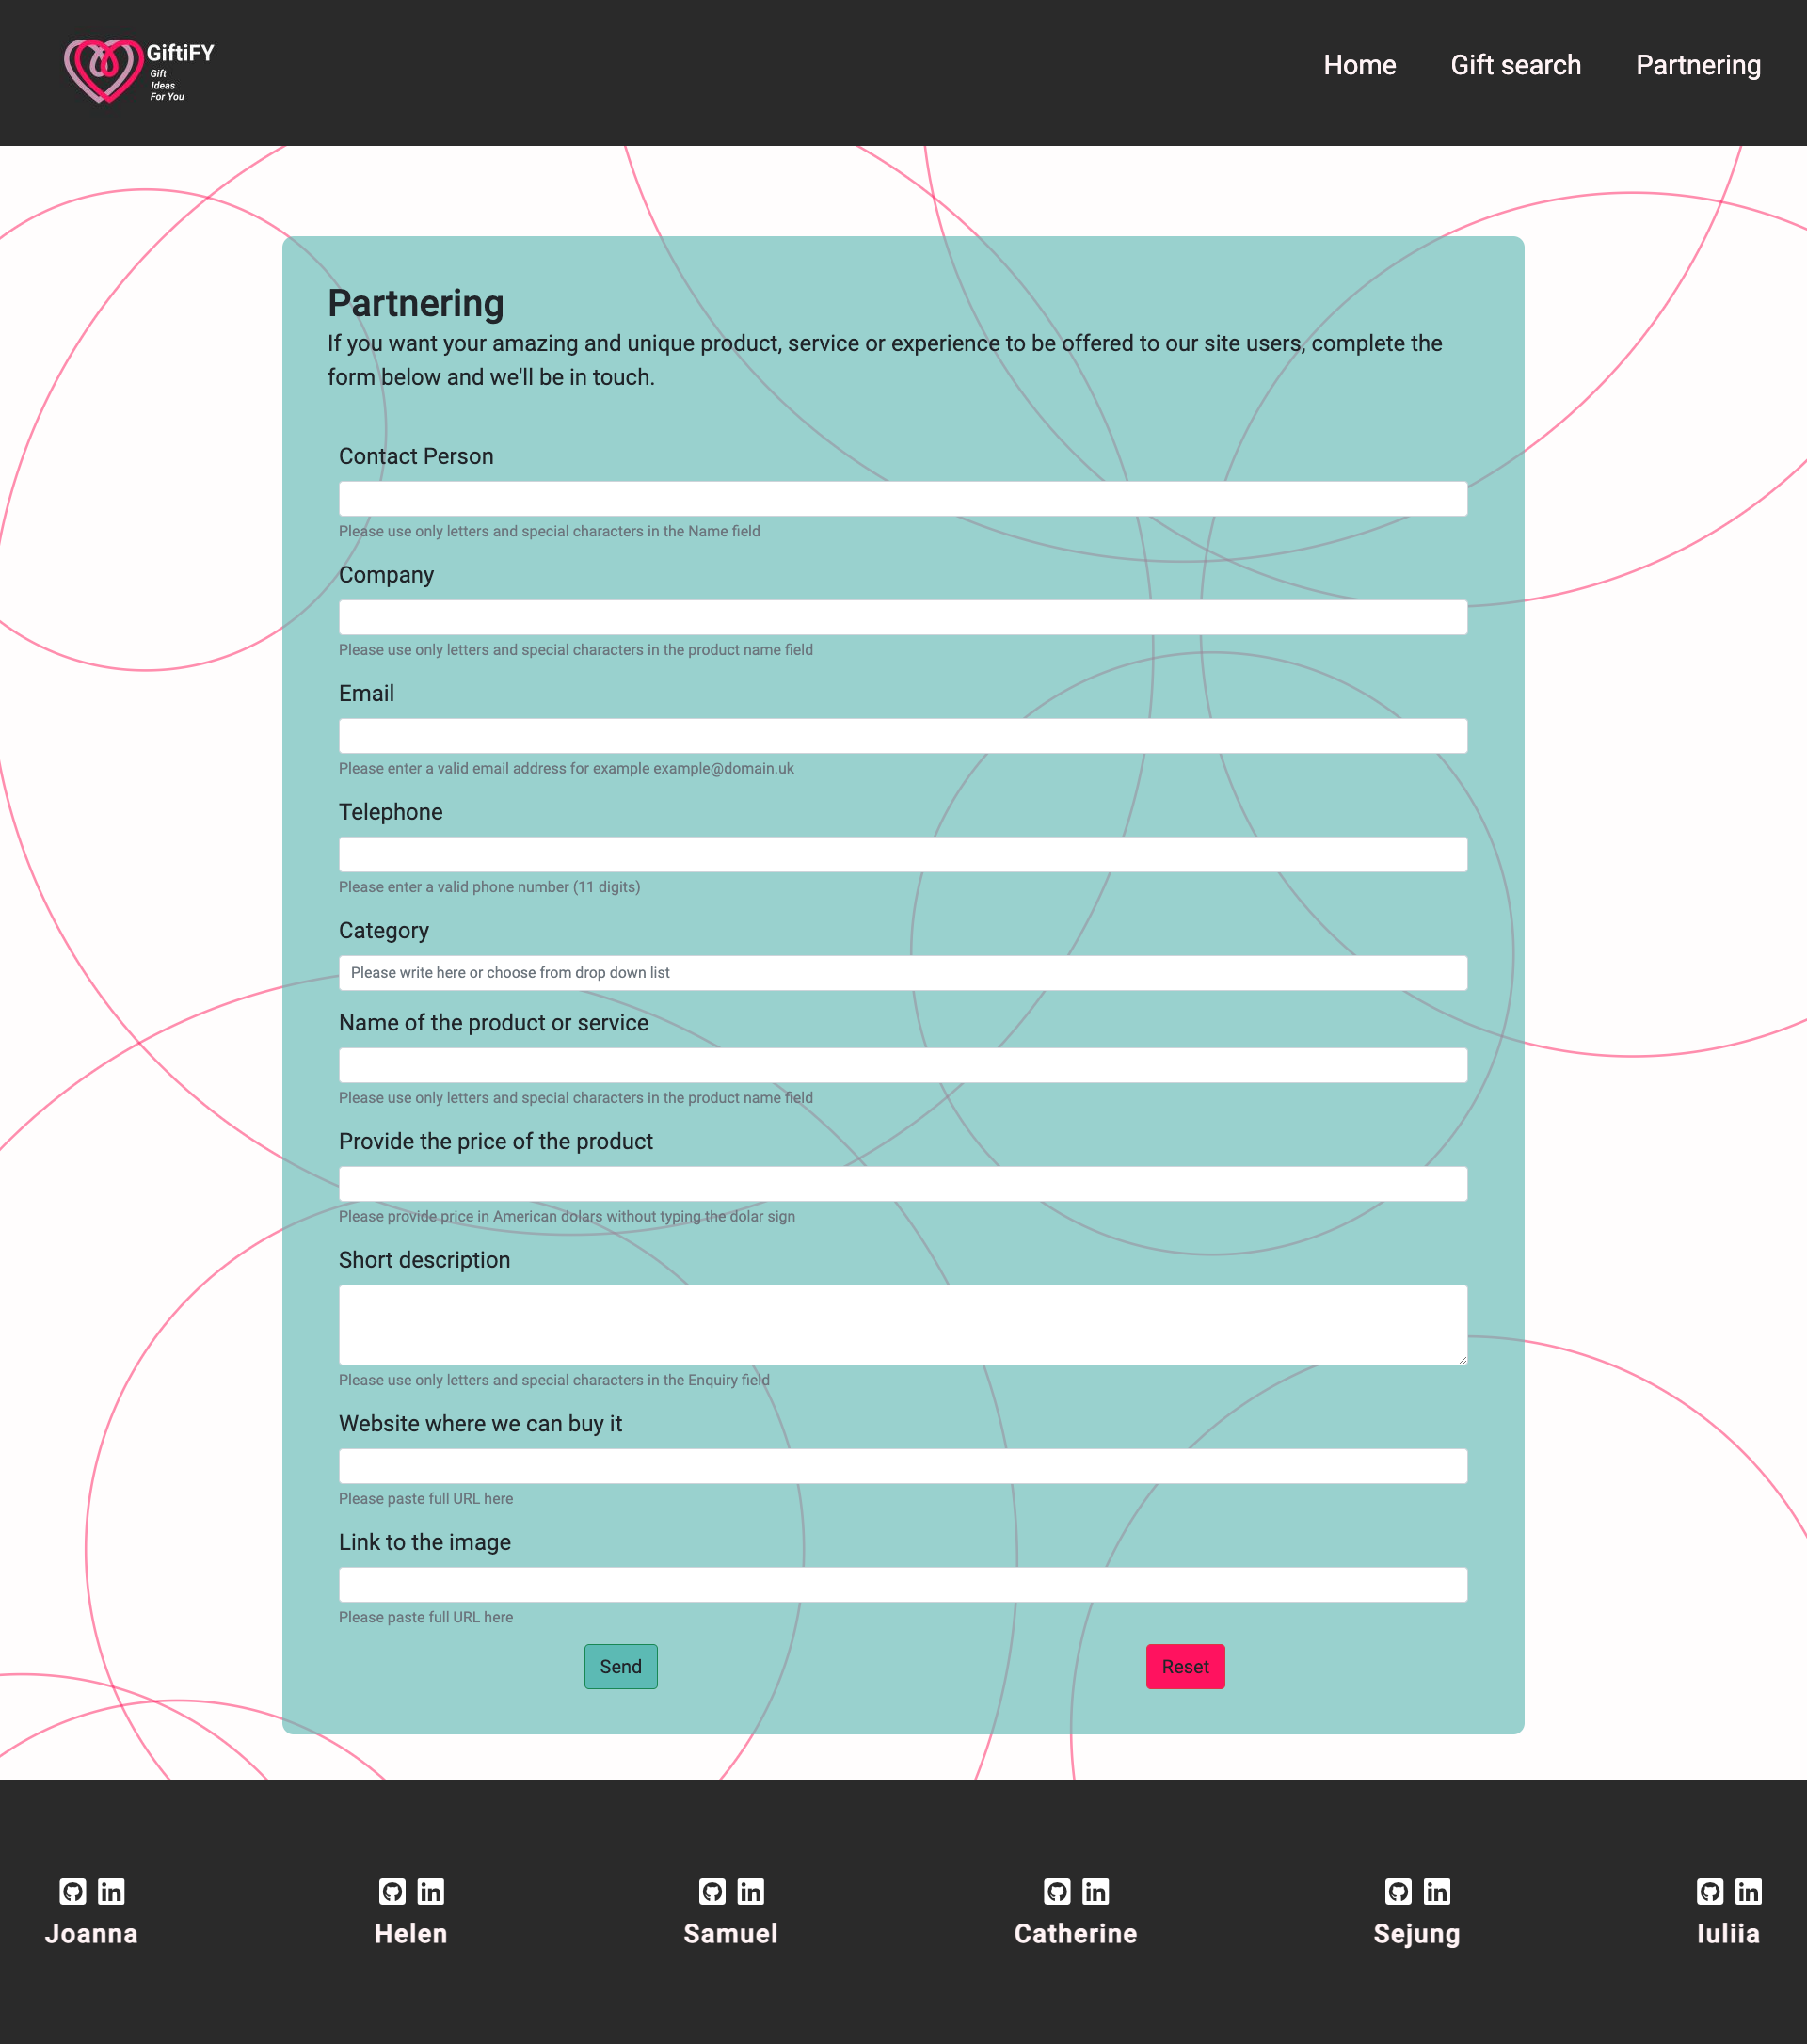 GiftiFY
Gift
Ideas
For You
Home Gift search Partnering
Partnering
If you want your amazing and unique product, service or experience to be offered to our site users, complete the
form below and we'll be in touch.
Contact Person
Please use only letters and special characters in the Name field
Company
Please use only letters and special characters in the product name field
Email
Please enter a valid email address for example example@domain.uk
Telephone
Please enter a valid phone number (11 digits)
Category
Please write here or choose from drop down list
Name of the product or service
Please use only letters and special characters in the product name field
Provide the price of the product
Please provide price in American dolars without typing the dolar sign
Short description
Please use only letters and special characters in the Enquiry field
Website where we can buy it
Please paste full URL here
Link to the image
Please paste full URL here
Send Reset
Joanna Helen Samuel Catherine Sejung Iuliia